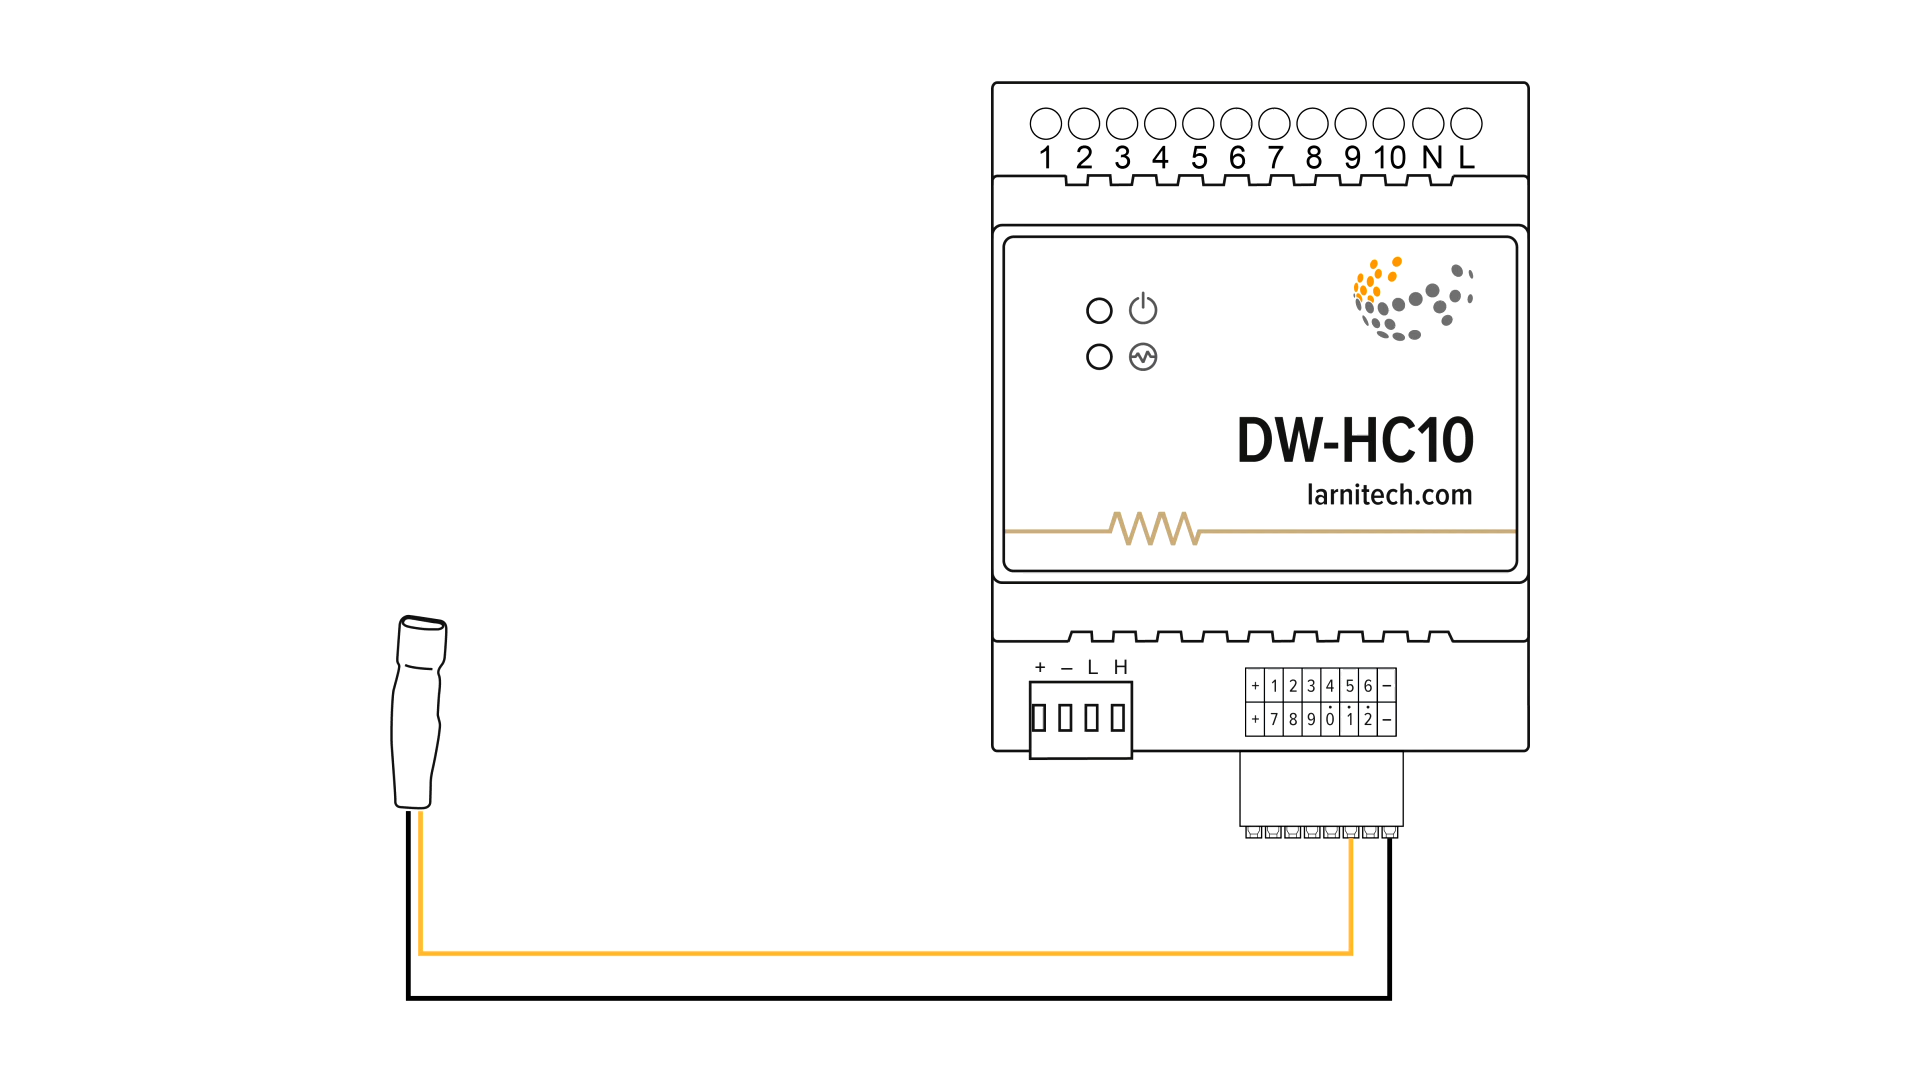 1 2 3 4 5 6 7 8 9 10 N L
DW-HC10
larnitech.com
+ – L H
+ 1 2 3 4 5 6 –
+ 7 8 9 0̇ 1̇ 2̇ –